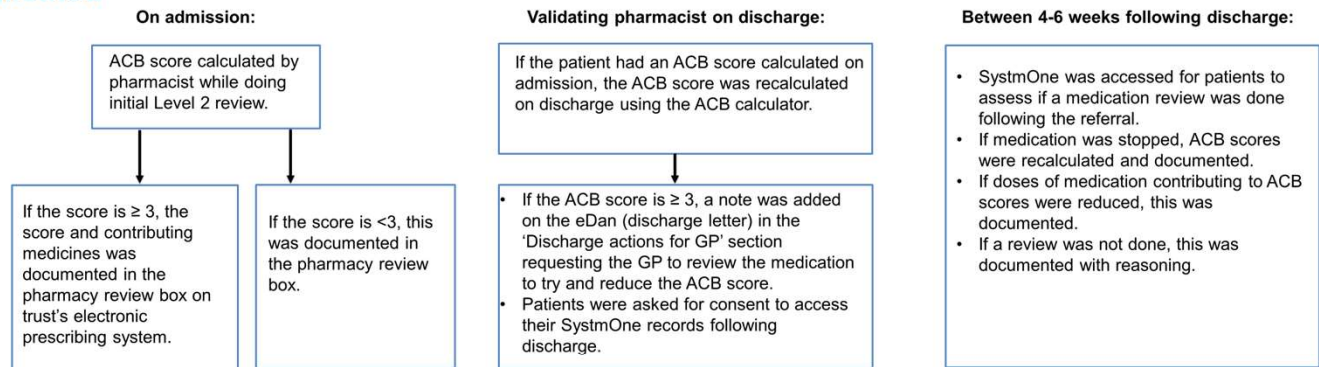 On admission:
ACB score calculated by
pharmacist while doing
initial Level 2 review.
If the score is ≥ 3, the
score and contributing
medicines was
documented in the
pharmacy review box on
trust's electronic
prescribing system.
If the score is <3, this
was documented in
the pharmacy review
box.
Validating pharmacist on discharge:
If the patient had an ACB score calculated on
admission, the ACB score was recalculated
on discharge using the ACB calculator.
• If the ACB score is ≥ 3, a note was added
on the eDan (discharge letter) in the
'Discharge actions for GP' section
requesting the GP to review the medication
to try and reduce the ACB score.
• Patients were asked for consent to access
their SystmOne records following
discharge.
Between 4-6 weeks following discharge:
• SystmOne was accessed for patients to
assess if a medication review was done
following the referral.
• If medication was stopped, ACB scores
were recalculated and documented.
• If doses of medication contributing to ACB
scores were reduced, this was
documented.
• If a review was not done, this was
documented with reasoning.